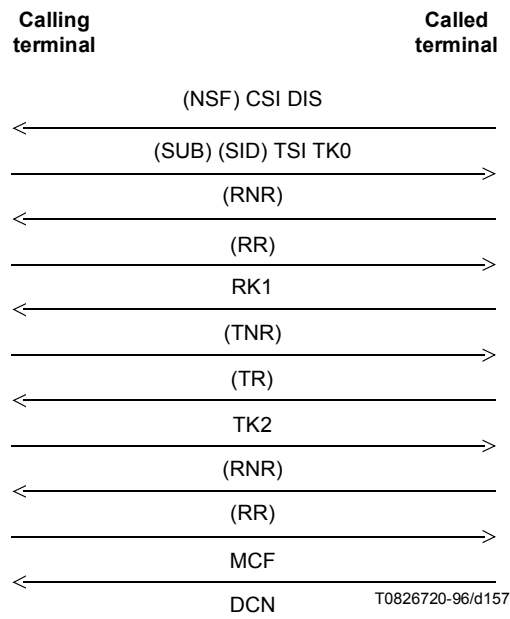 Calling
terminal
Called
terminal
(NSF) CSI DIS
(SUB) (SID) TSI TK0
(RNR)
(RR)
RK1
(TNR)
(TR)
TK2
(RNR)
(RR)
MCF
DCN
T0826720-96/d157